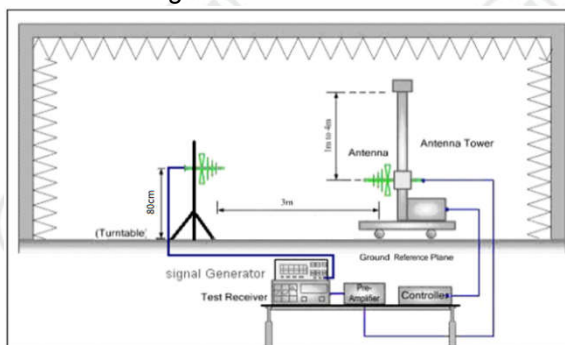 1m to 4m
Antenna Tower
Antenna
80cm
3m
(Turntable)
Ground Reference Plane
signal Generator
Test Receiver
Pre-
Amplifier
Controller